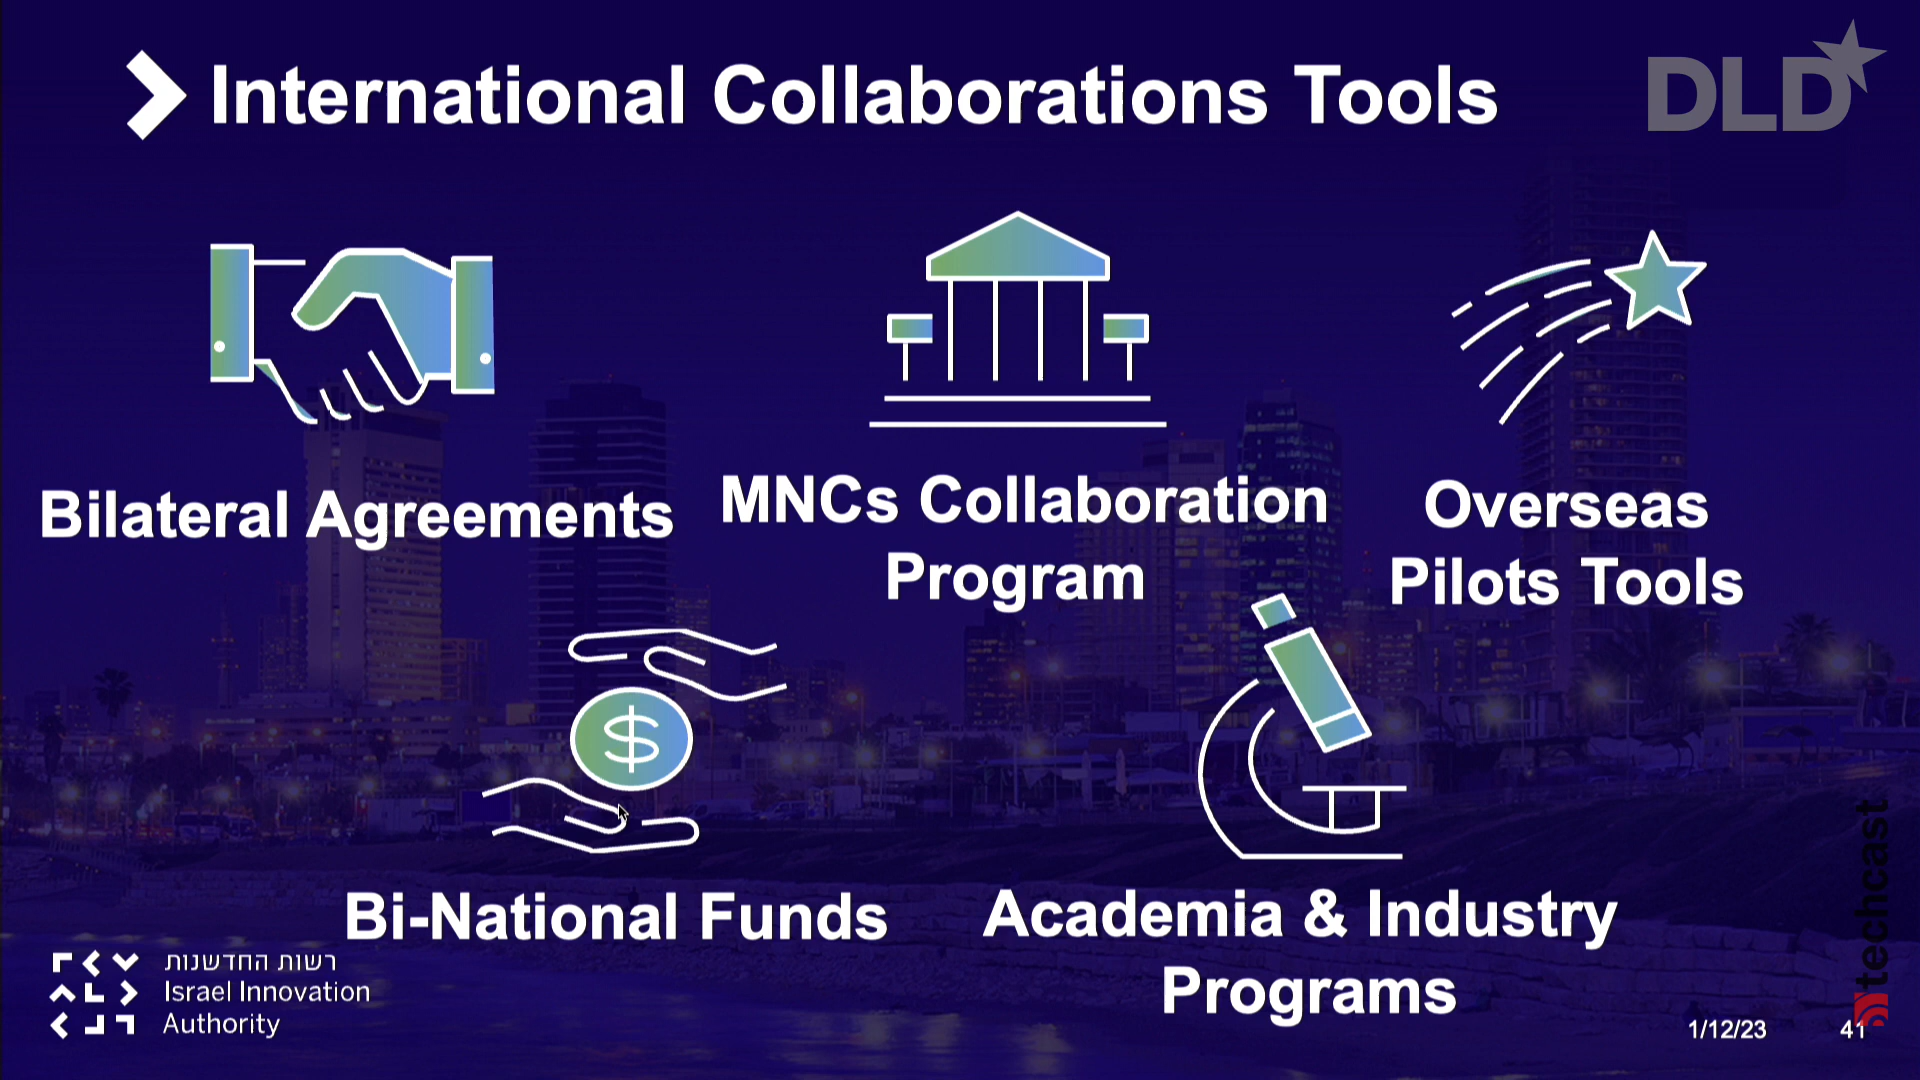 International Collaborations Tools
DLD
Bilateral Agreements
MNCs Collaboration
Program
Overseas
Pilots Tools
$
Bi-National Funds
Academia & Industry
Programs
רשות החדשנות
Israel Innovation
Authority
techcast
1/12/23
41